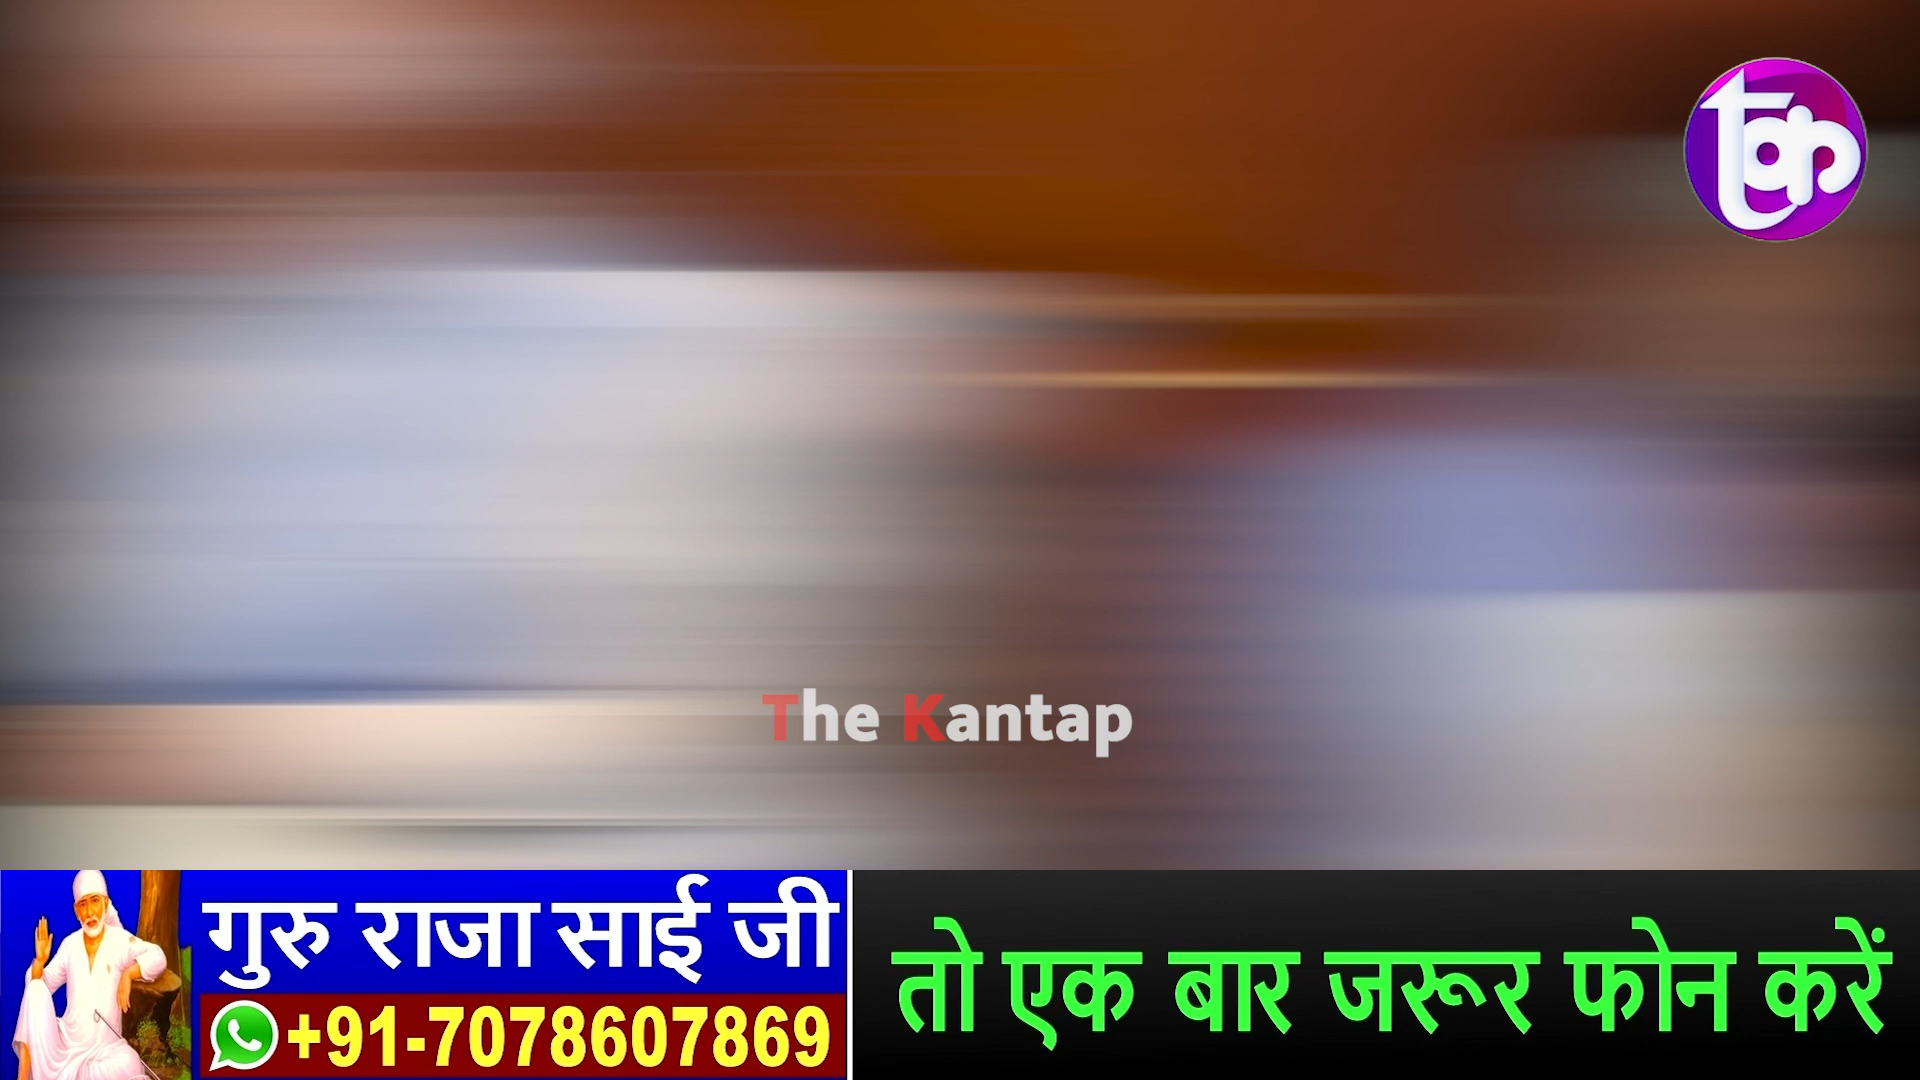 The Kantap
गुरु राजा साई जी
+91-7078607869
तो एक बार जरूर फोन करें